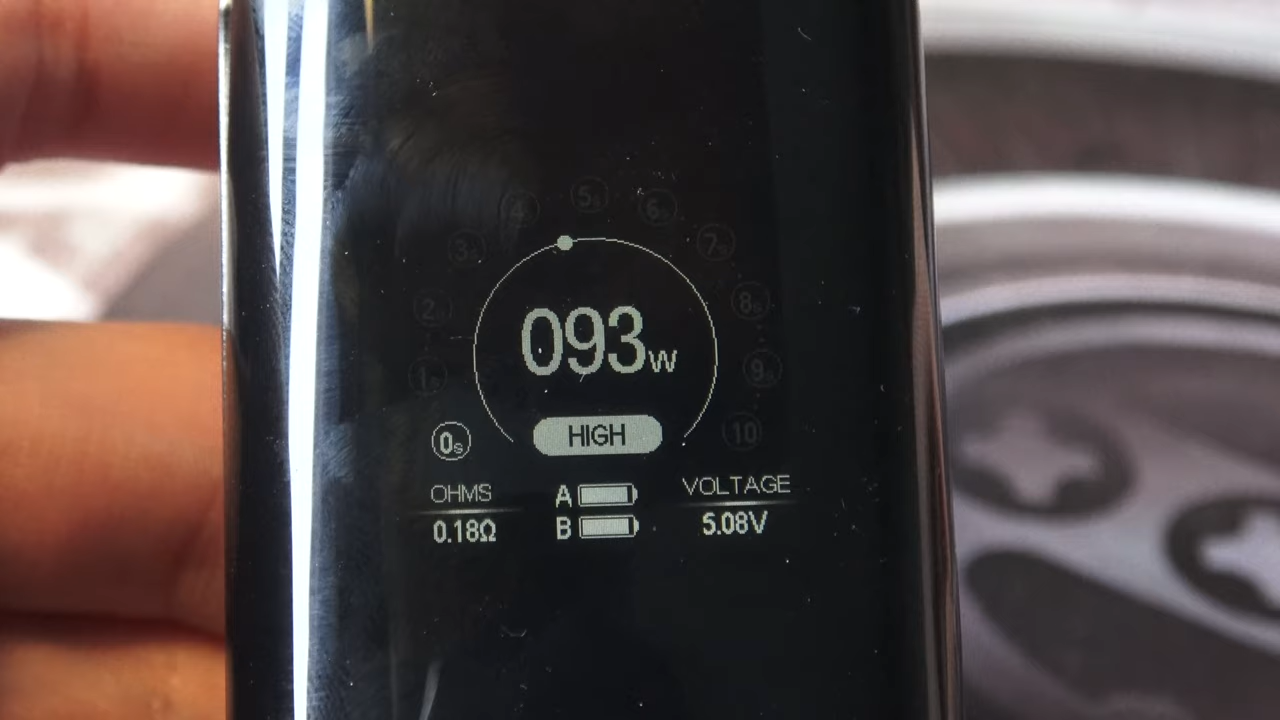 5s
4s
6s
3s
7s
2s
8s
093W
1s
9s
0s
HIGH
10
OHMS
A
VOLTAGE
0.18Ω
B
5.08V